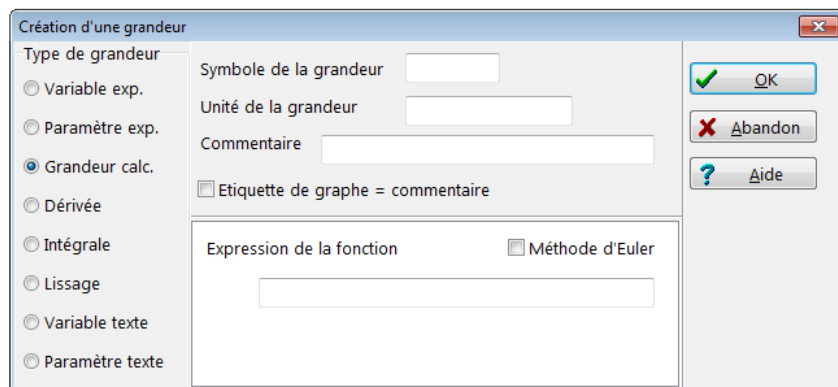 Création d'une grandeur
Type de grandeur
Variable exp.
Paramètre exp.
Grandeur calc.
Dérivée
Intégrale
Lissage
Variable texte
Paramètre texte
Symbole de la grandeur
Unité de la grandeur
Commentaire
Etiquette de graphe = commentaire
Expression de la fonction
Méthode d'Euler
OK
Abandon
Aide